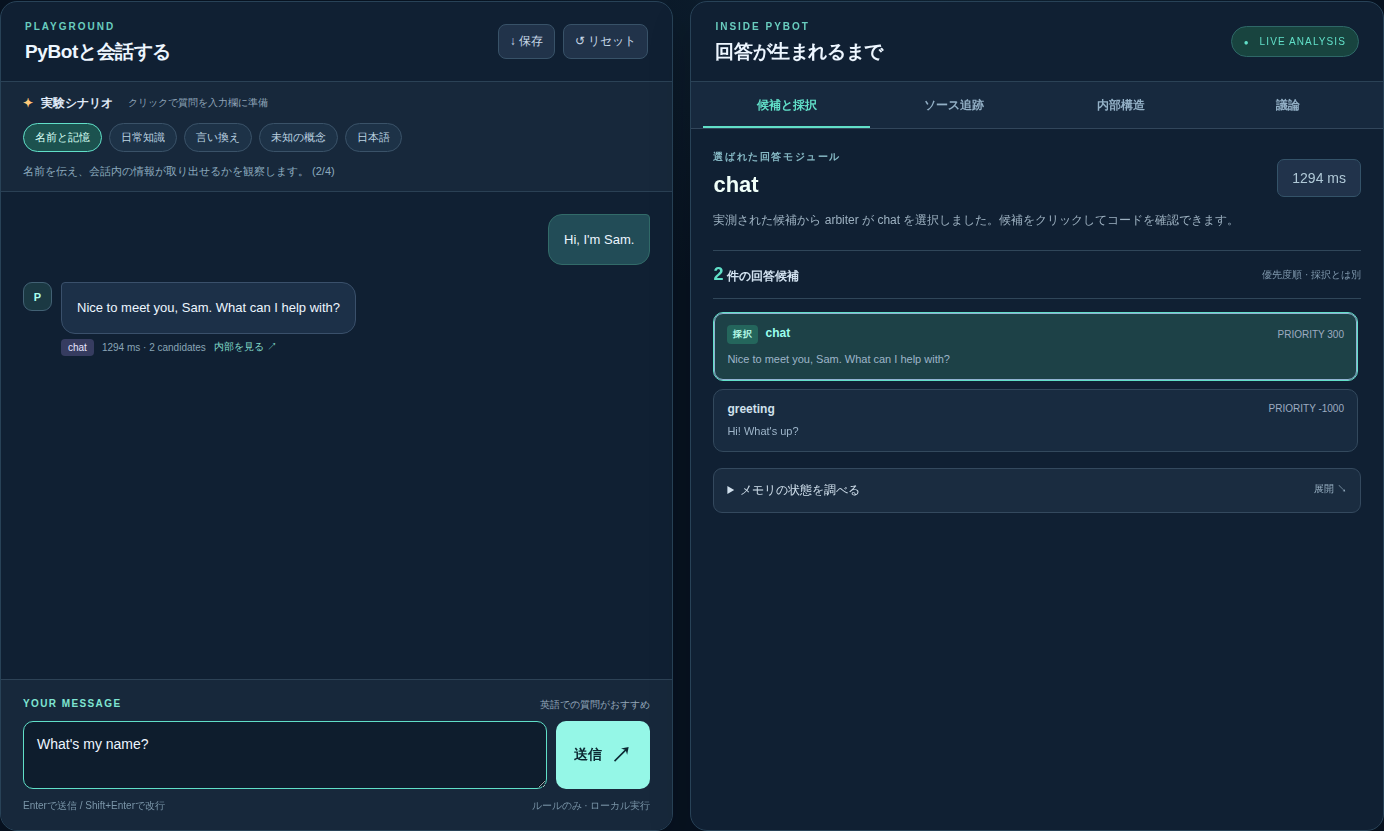 PLAYGROUND
PyBotと会話する
↓ 保存
↺ リセット
✦ 実験シナリオ クリックで質問を入力欄に準備
名前と記憶
日常知識
言い換え
未知の概念
日本語
名前を伝え、会話内の情報が取り出せるかを観察します。 (2/4)
Hi, I'm Sam.
P
Nice to meet you, Sam. What can I help with?
chat 1294 ms · 2 candidates 内部を見る ↗
YOUR MESSAGE
英語での質問がおすすめ
What's my name?
送信 ↗
Enterで送信 / Shift+Enterで改行
ルールのみ · ローカル実行
INSIDE PYBOT
回答が生まれるまで
● LIVE ANALYSIS
候補と採択
ソース追跡
内部構造
議論
選ばれた回答モジュール
chat
1294 ms
実測された候補から arbiter が chat を選択しました。候補をクリックしてコードを確認できます。
2 件の回答候補
優先度順 · 採択とは別
採択 chat
PRIORITY 300
Nice to meet you, Sam. What can I help with?
greeting
PRIORITY -1000
Hi! What's up?
▶ メモリの状態を調べる
展開 ↘